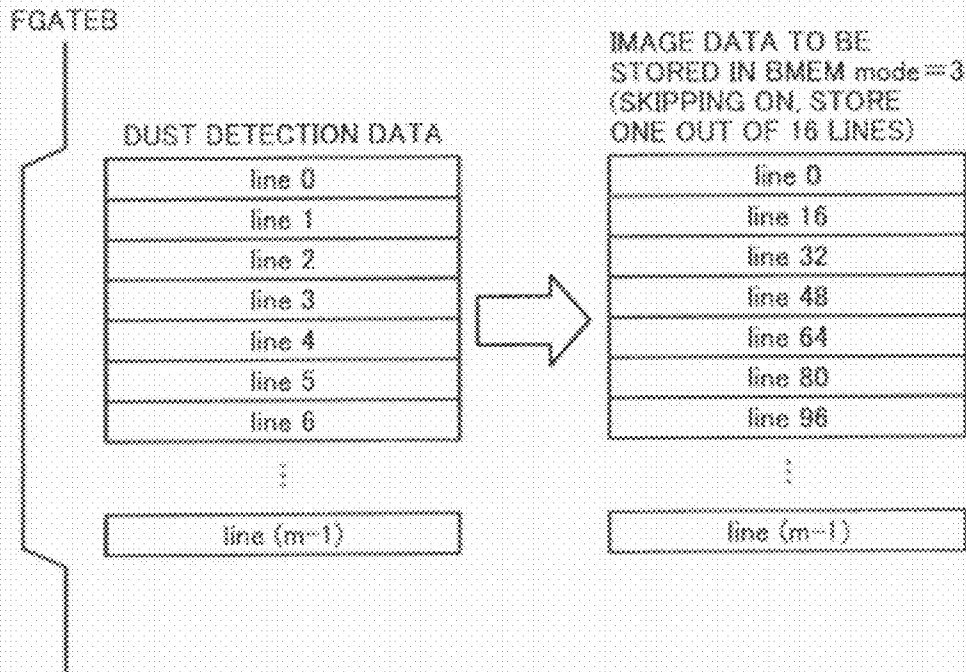 FGATEB
DUST DETECTION DATA
line 0
line 1
line 2
line 3
line 4
line 5
line 6
⋮
line (m-1)
IMAGE DATA TO BE
STORED IN BMEM mode=3
(SKIPPING ON, STORE
ONE OUT OF 16 LINES)
line 0
line 16
line 32
line 48
line 64
line 80
line 96
⋮
line (m-1)